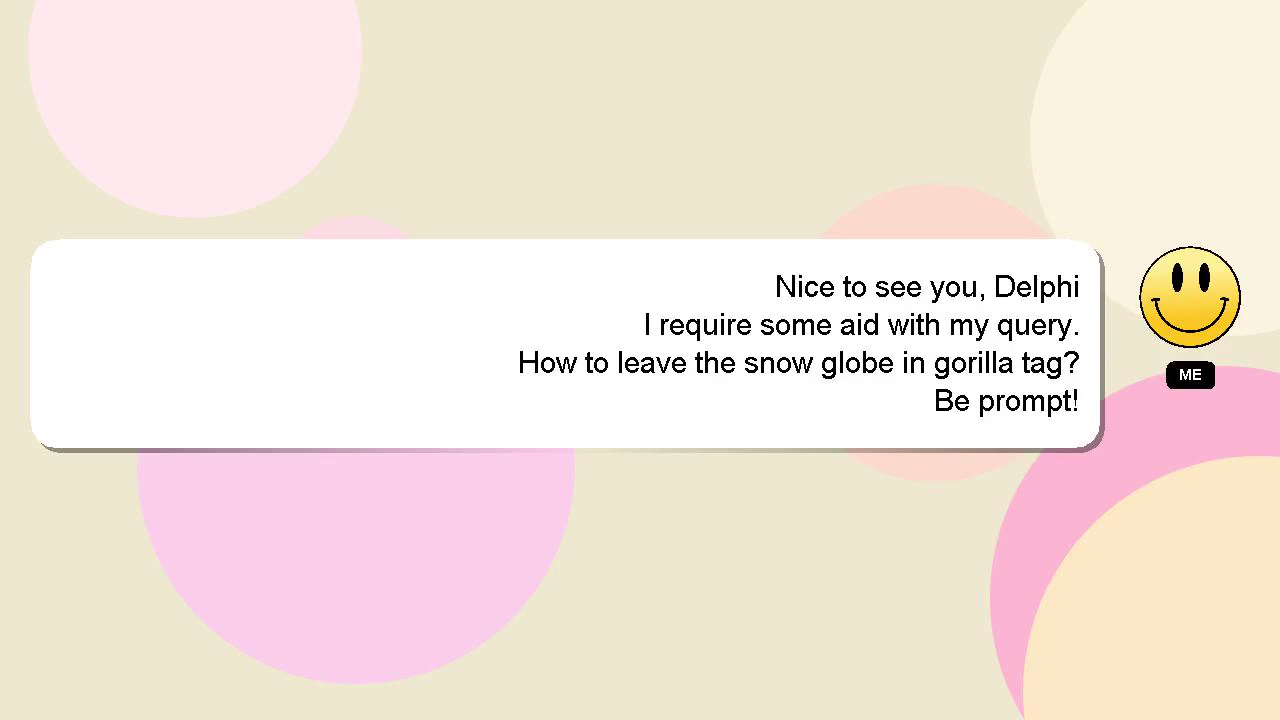 Nice to see you, Delphi
I require some aid with my query.
How to leave the snow globe in gorilla tag?
Be prompt!
ME